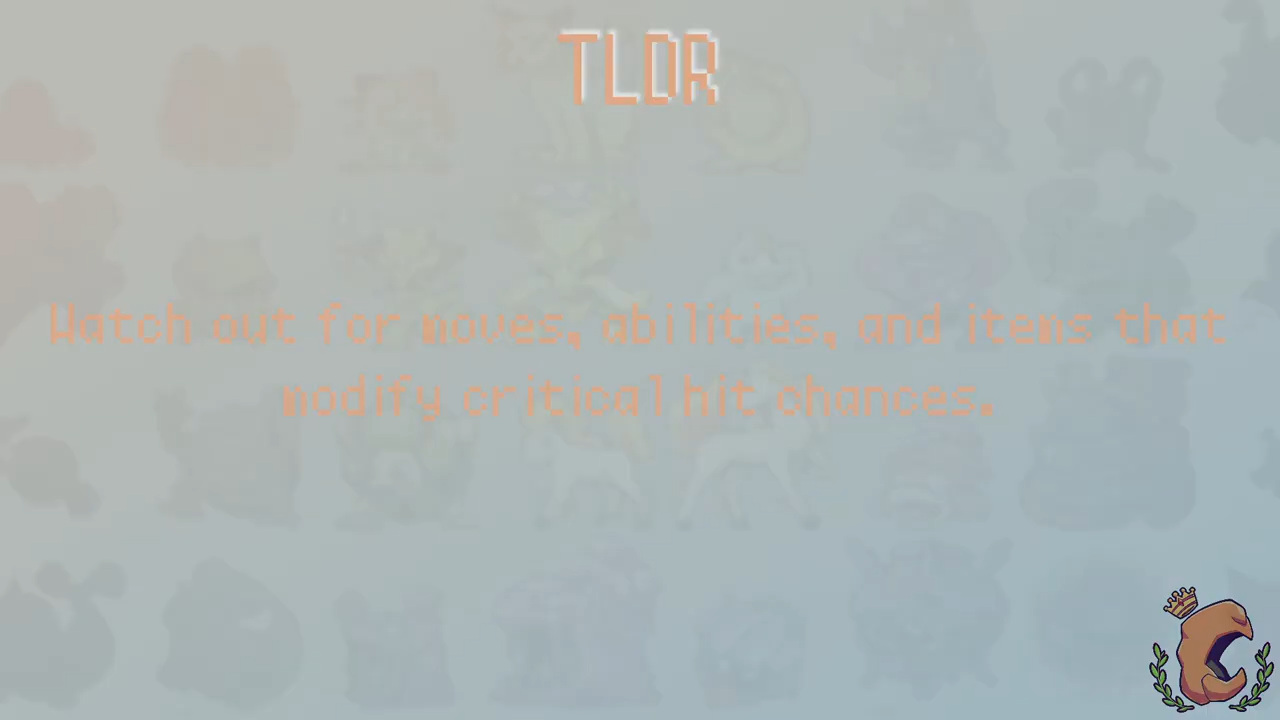 TLDR
Watch out for moves, abilities, and items that
modify critical hit chances.